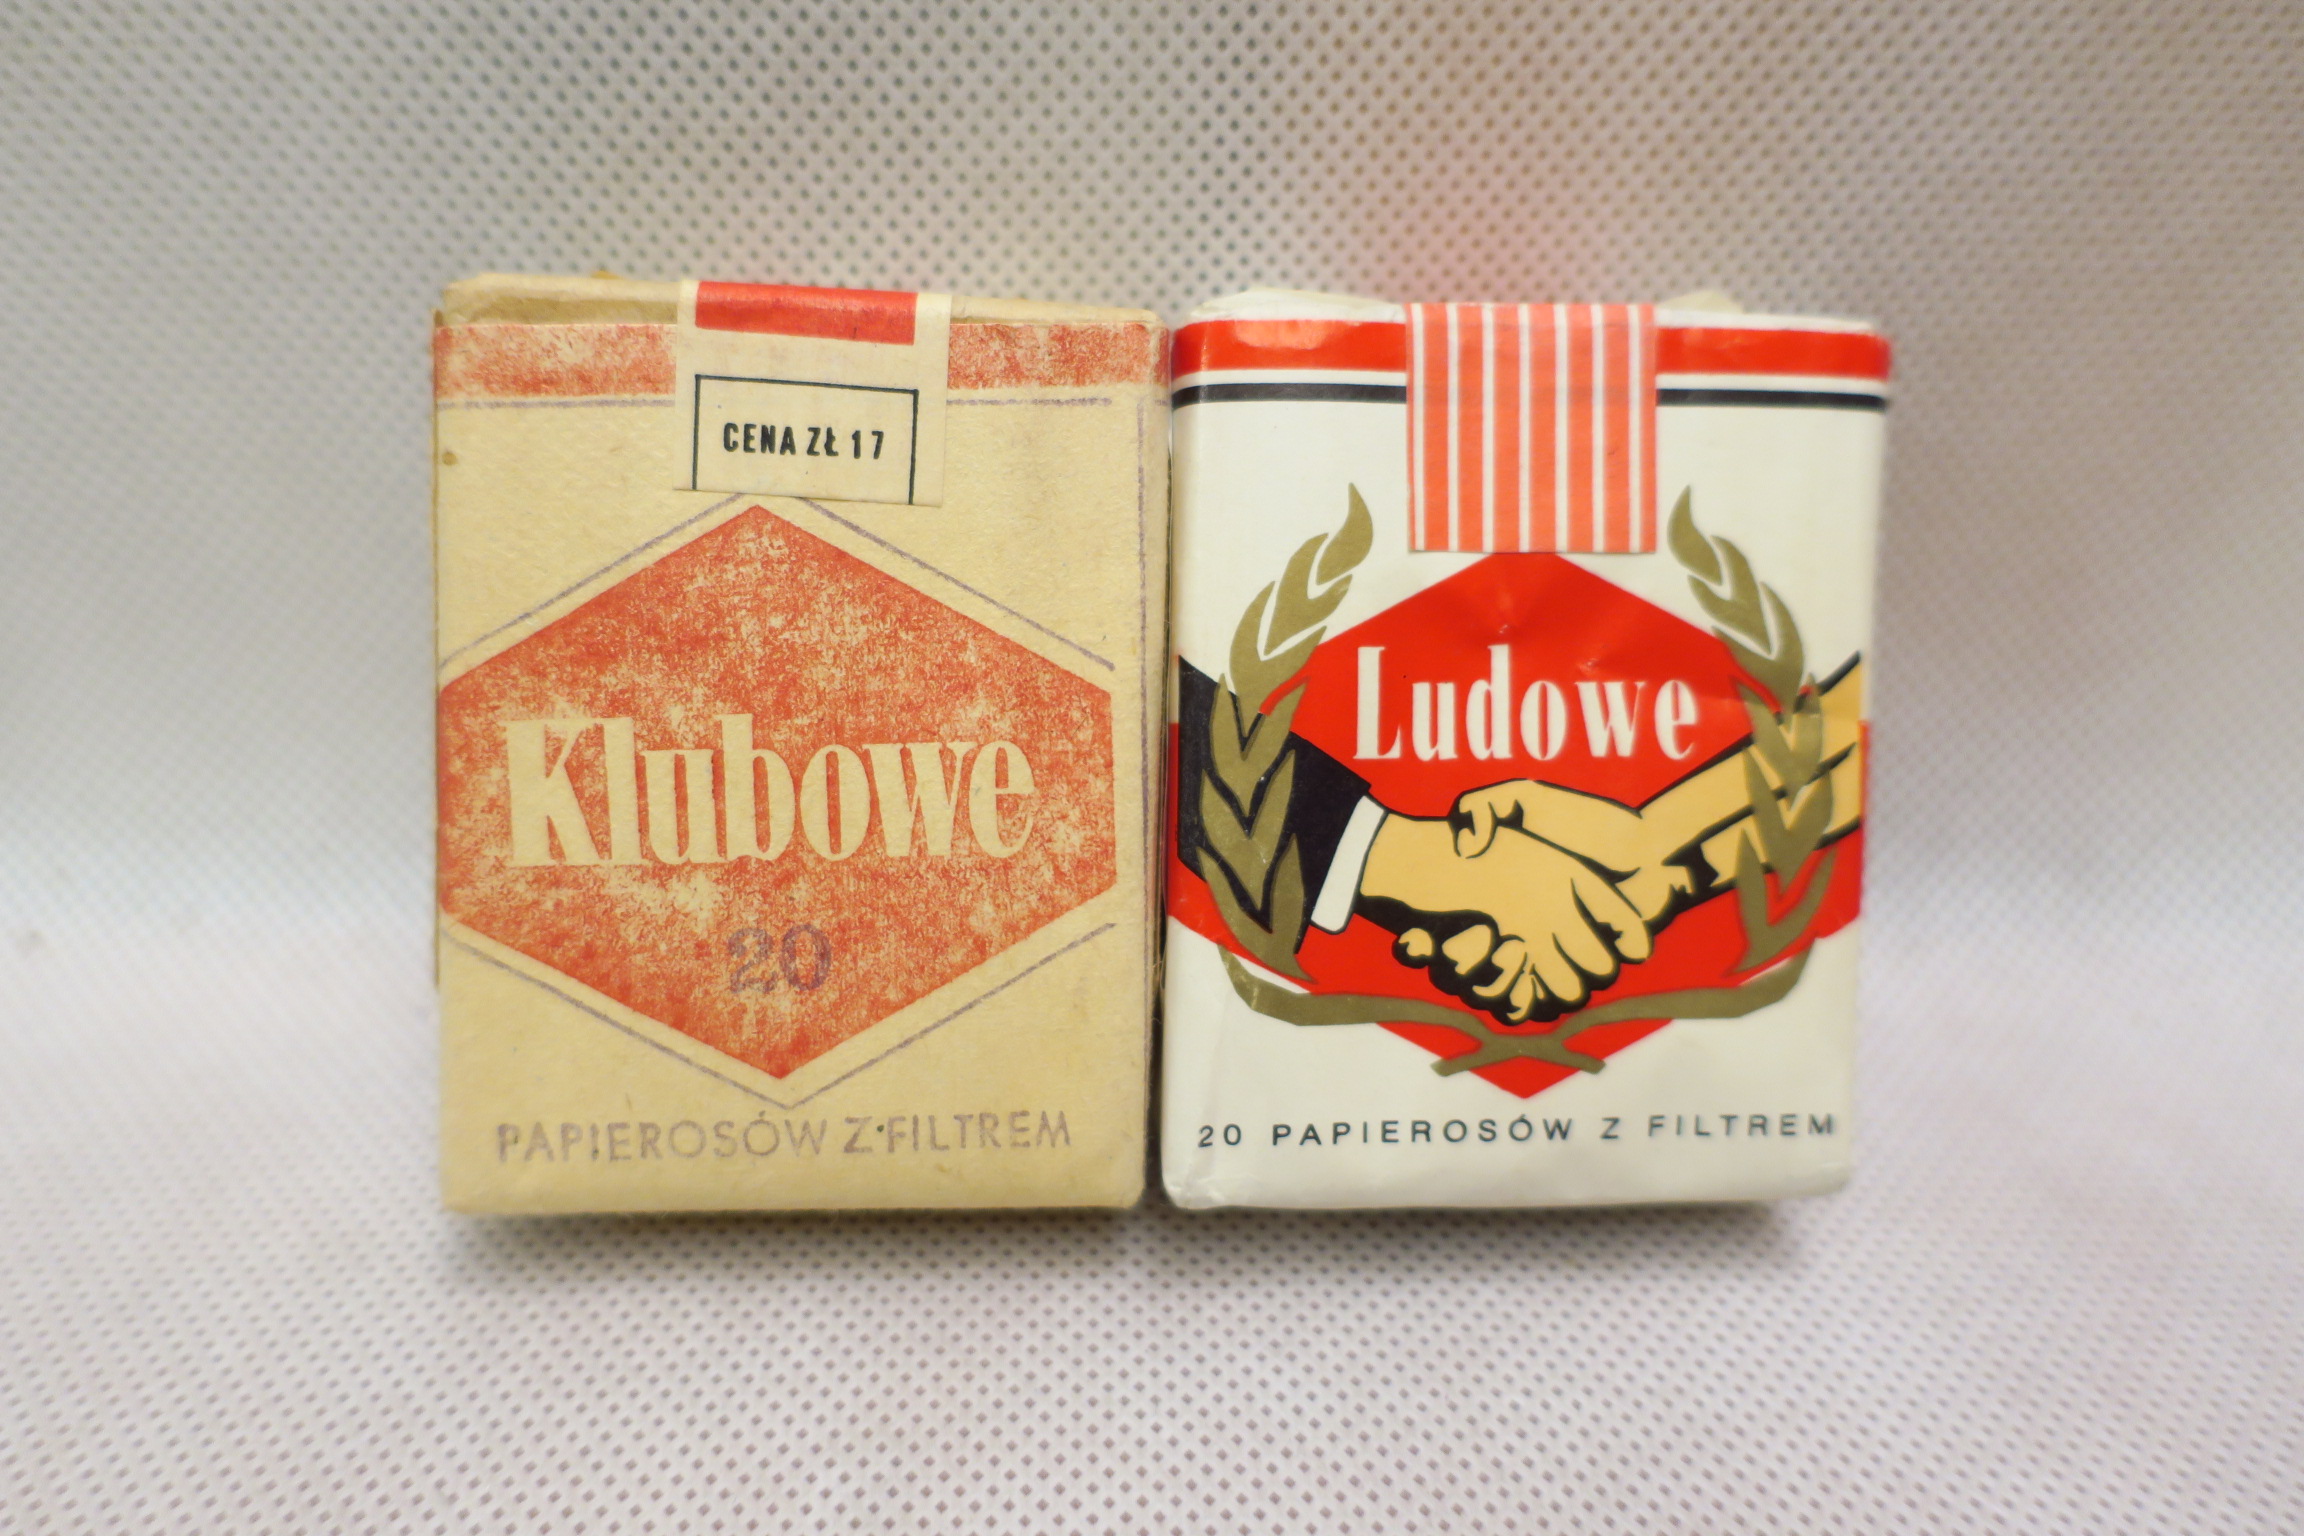 CENA ZŁ 17
Klubowe
20
PAPIEROSÓW Z FILTREM
Ludowe
20 PAPIEROSÓW Z FILTREM